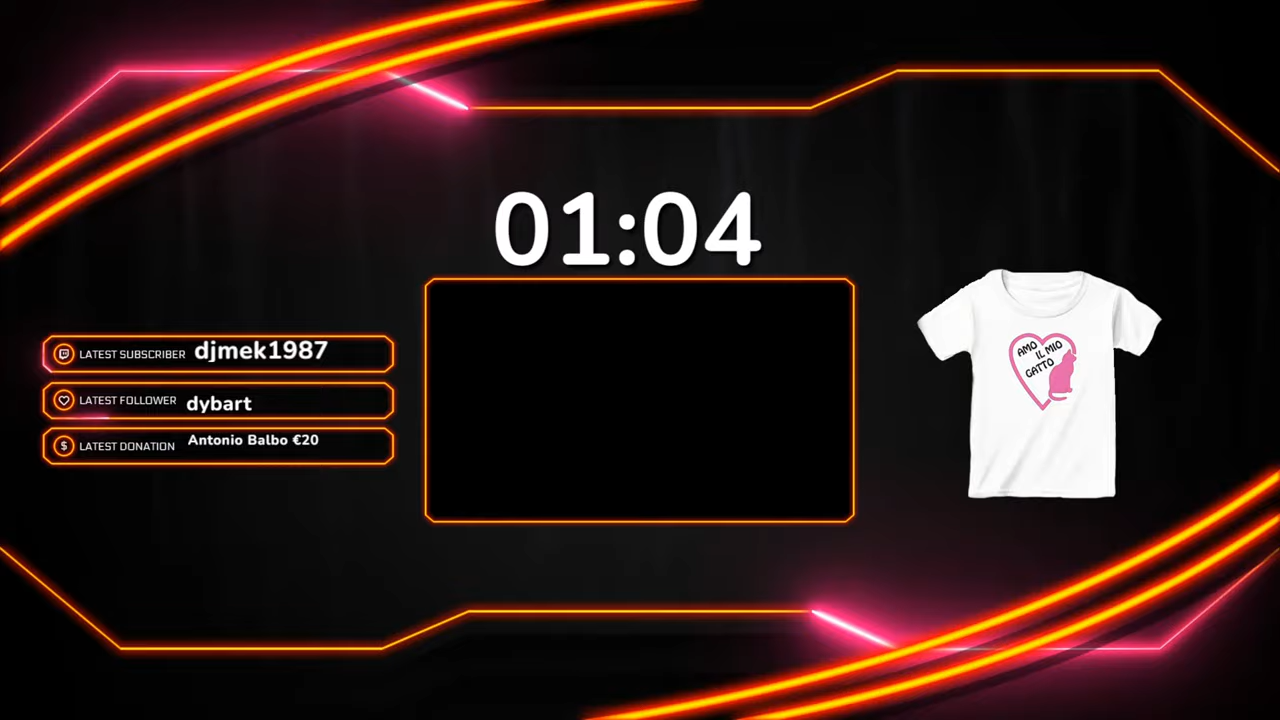 01:04
LATEST SUBSCRIBER djmek1987
LATEST FOLLOWER dybart
LATEST DONATION Antonio Balbo €20
AMO
IL MIO
GATTO